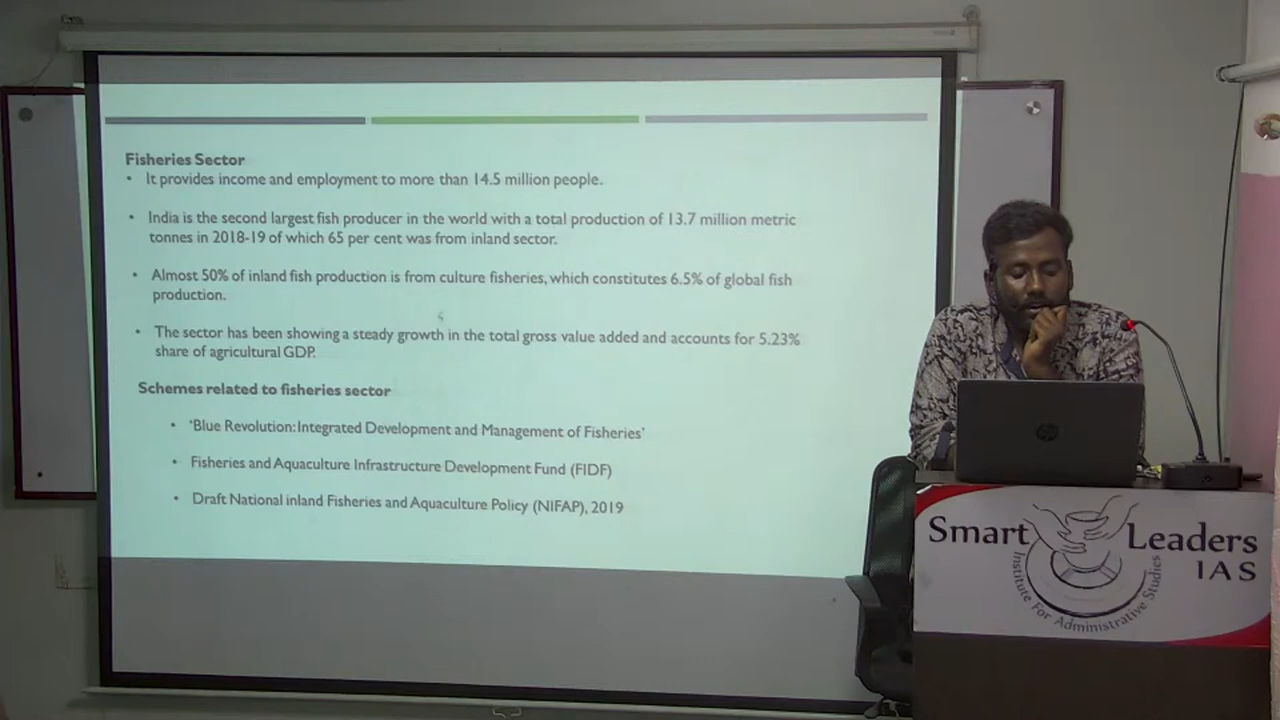 Fisheries Sector
• It provides income and employment to more than 14.5 million people.
• India is the second largest fish producer in the world with a total production of 13.7 million metric
tonnes in 2018-19 of which 65 per cent was from inland sector.
• Almost 50% of inland fish production is from culture fisheries, which constitutes 6.5% of global fish
production.
• The sector has been showing a steady growth in the total gross value added and accounts for 5.23%
share of agricultural GDP.
Schemes related to fisheries sector
• 'Blue Revolution: Integrated Development and Management of Fisheries'
• Fisheries and Aquaculture Infrastructure Development Fund (FIDF)
• Draft National inland Fisheries and Aquaculture Policy (NIFAP), 2019
hp
Smart Leaders
IAS
Institute For Administrative Studies